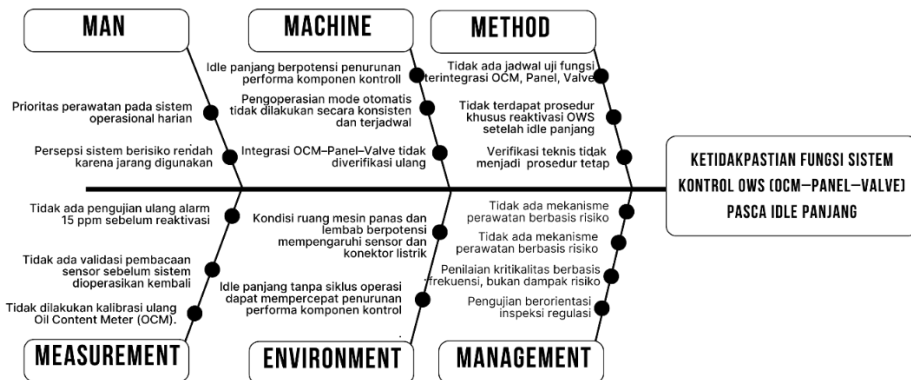 MAN
MACHINE
METHOD
Prioritas perawatan pada sistem
operasional harian
Persepsi sistem berisiko rendah
karena jarang digunakan
Idle panjang berpotensi penurunan
performa komponen kontroll
Pengoperasian mode otomatis
tidak dilakukan secara konsisten
dan terjadwal
Integrasi OCM–Panel–Valve tidak
diverifikasi ulang
Tidak ada jadwal uji fungsi
terintegrasi OCM, Panel, Valve
Tidak terdapat prosedur
khusus reaktivasi OWS
setelah idle panjang
Verifikasi teknis tidak
menjadi prosedur tetap
KETIDAKPASTIAN FUNGSI SISTEM
KONTROL OWS (OCM–PANEL–VALVE)
PASCA IDLE PANJANG
Tidak ada pengujian ulang alarm
15 ppm sebelum reaktivasi
Tidak ada validasi pembacaan
sensor sebelum sistem
dioperasikan kembali
Tidak dilakukan kalibrasi ulang
Oil Content Meter (OCM).
Kondisi ruang mesin panas dan
lembab berpotensi
mempengaruhi sensor dan
konektor listrik
Idle panjang tanpa siklus operasi
dapat mempercepat penurunan
performa komponen kontrol
Tidak ada mekanisme
perawatan berbasis risiko
Tidak ada mekanisme
perawatan berbasis risiko
Penilaian kritikalitas berbasis
frekuensi, bukan dampak risiko
Pengujian berorientasi
inspeksi regulasi
MEASUREMENT
ENVIRONMENT
MANAGEMENT